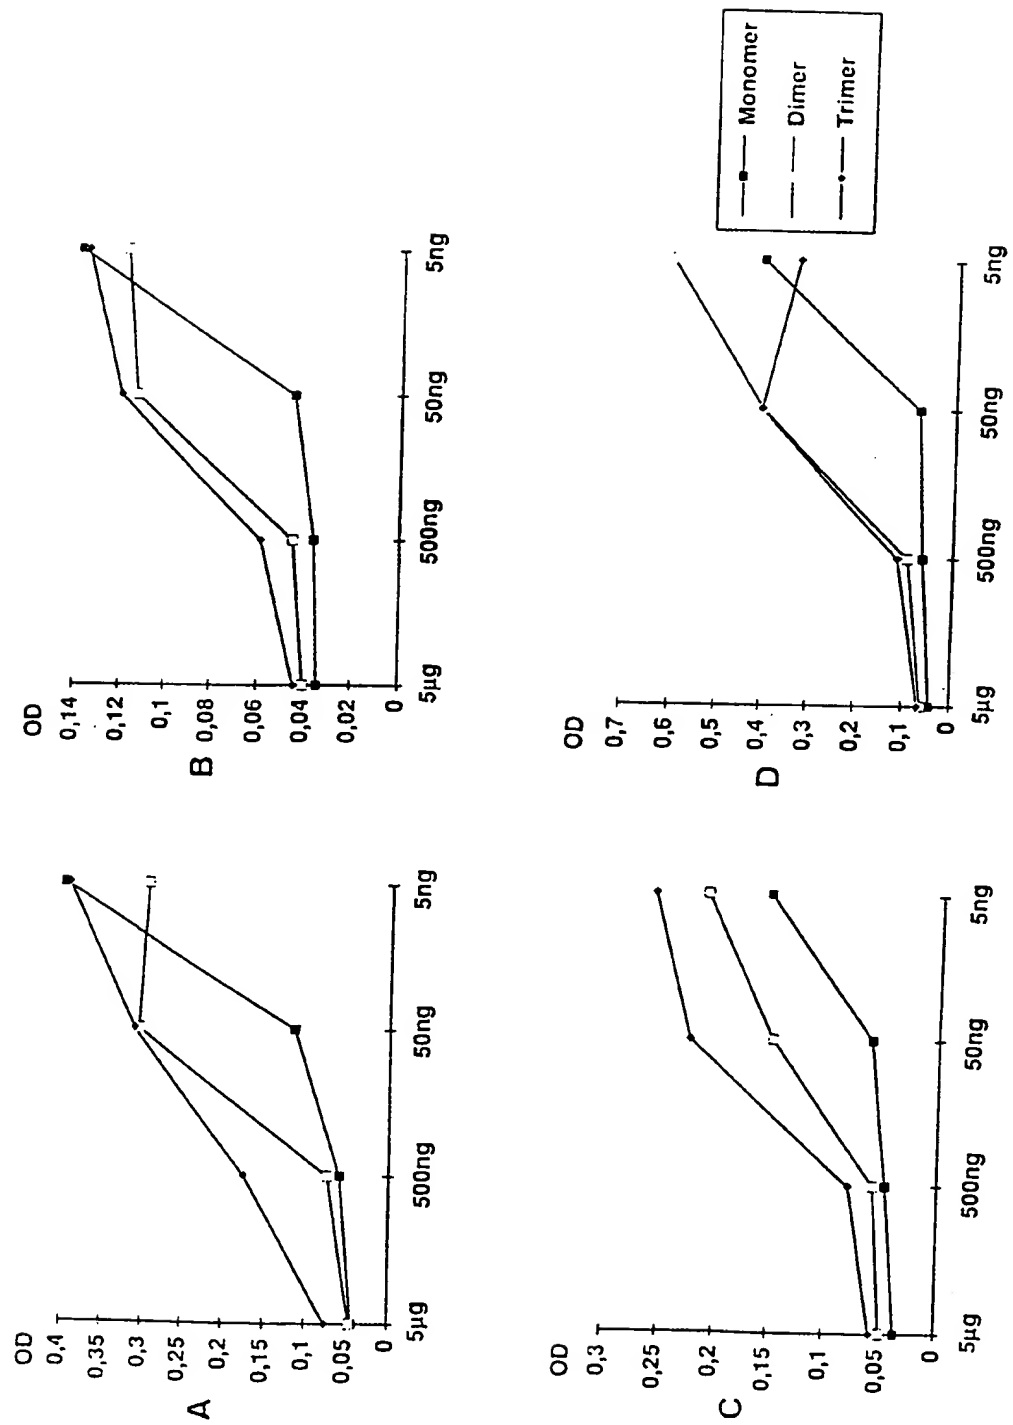 A
OD
0,4
0,35
0,3
0,25
0,2
0,15
0,1
0,05
0
5µg
500ng
50ng
5ng
B
OD
0,14
0,12
0,1
0,08
0,06
0,04
0,02
0
5µg
500ng
50ng
5ng
C
OD
0,3
0,25
0,2
0,15
0,1
0,05
0
5µg
500ng
50ng
5ng
D
OD
0,7
0,6
0,5
0,4
0,3
0,2
0,1
0
5µg
500ng
50ng
5ng
Monomer
Dimer
Trimer